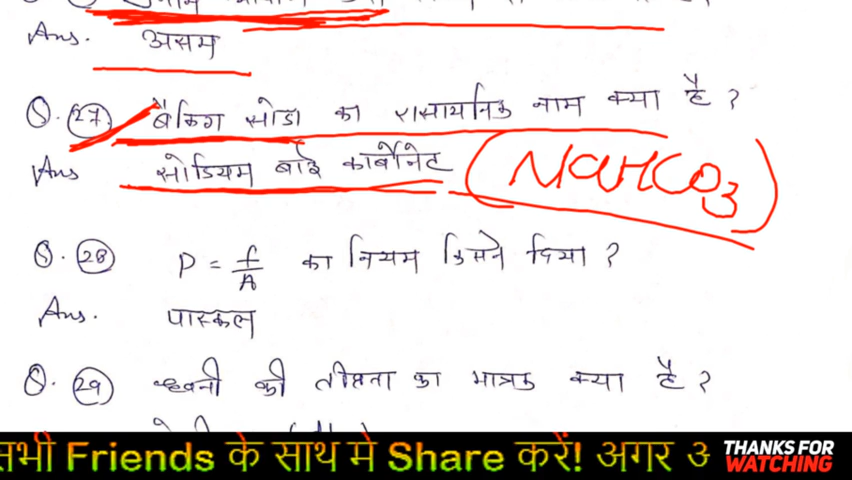 Ans. असम
Q. 27 बैकिंग सोडा का रासायनिक नाम क्या है ?
Ans सोडियम बाई कार्बोनेट (NaHCO3)
Q. 28 P = f/A का नियम किसने दिया ?
Ans. पास्कल
Q. 29 ध्वनी की तीव्रता का मात्रक क्या है ?
सभी Friends के साथ मे Share करें! अगर
THANKS FOR
WATCHING